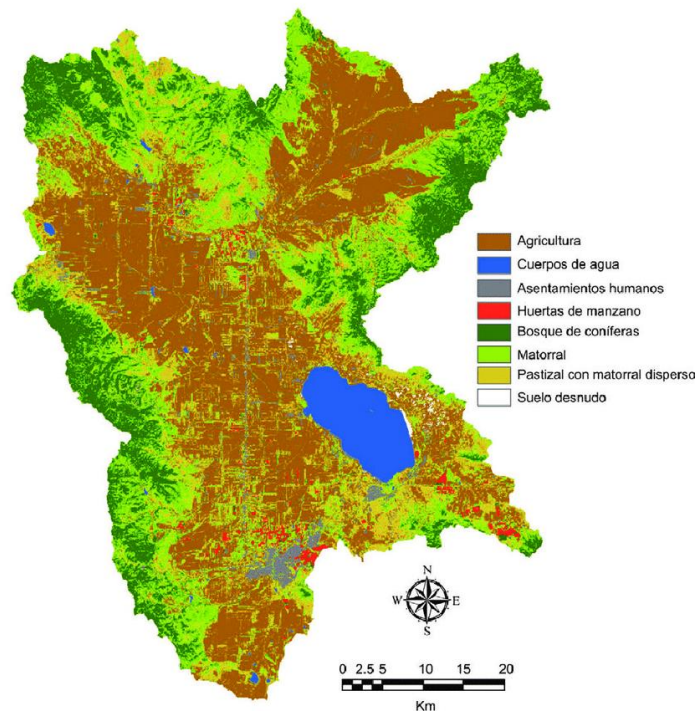 Agricultura
Cuerpos de agua
Asentamientos humanos
Huertas de manzano
Bosque de coníferas
Matorral
Pastizal con matorral disperso
Suelo desnudo
N
W E
S
0 2.5 5 10 15 20
Km